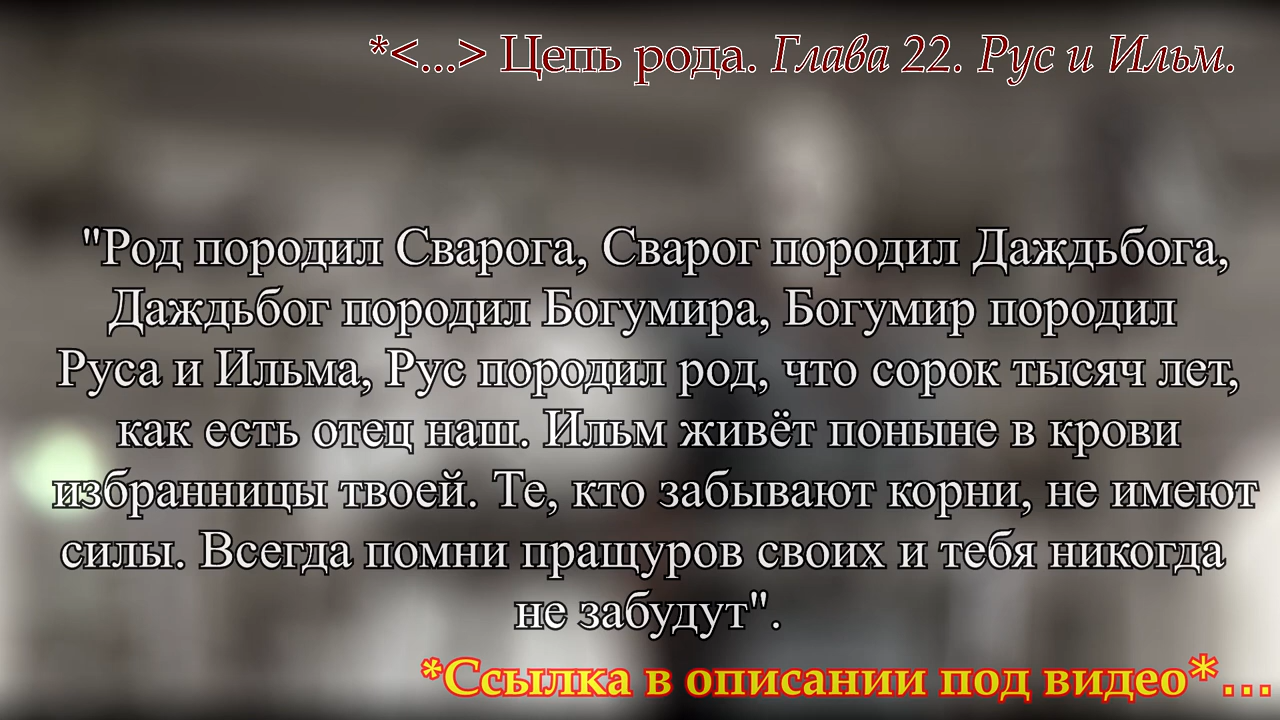 *<...> Цепь рода. Глава 22. Рус и Ильм.
"Род породил Сварога, Сварог породил Даждьбога,
Даждьбог породил Богумира, Богумир породил
Руса и Ильма, Рус породил род, что сорок тысяч лет,
как есть отец наш. Ильм живёт поныне в крови
избранницы твоей. Те, кто забывают корни, не имеют
силы. Всегда помни пращуров своих и тебя никогда
не забудут".
*Ссылка в описании под видео*...